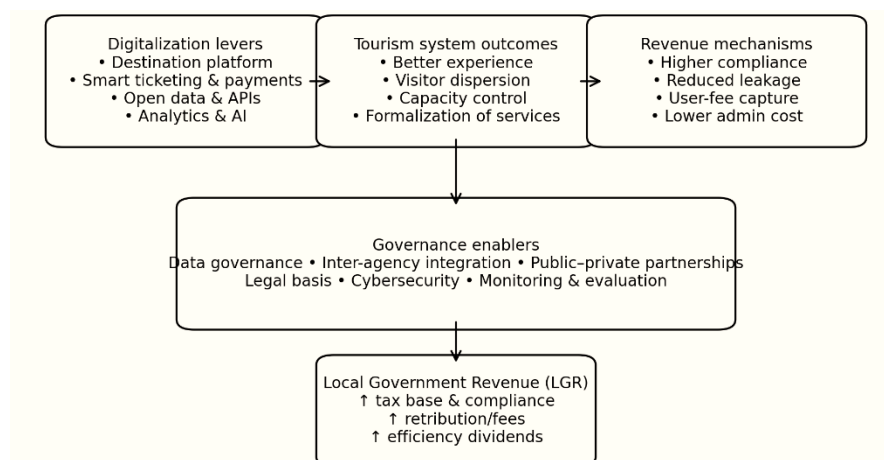 Digitalization levers
• Destination platform
• Smart ticketing & payments
• Open data & APIs
• Analytics & AI
Tourism system outcomes
• Better experience
• Visitor dispersion
• Capacity control
• Formalization of services
Revenue mechanisms
• Higher compliance
• Reduced leakage
• User-fee capture
• Lower admin cost
Governance enablers
Data governance • Inter-agency integration • Public–private partnerships
Legal basis • Cybersecurity • Monitoring & evaluation
Local Government Revenue (LGR)
↑ tax base & compliance
↑ retribution/fees
↑ efficiency dividends